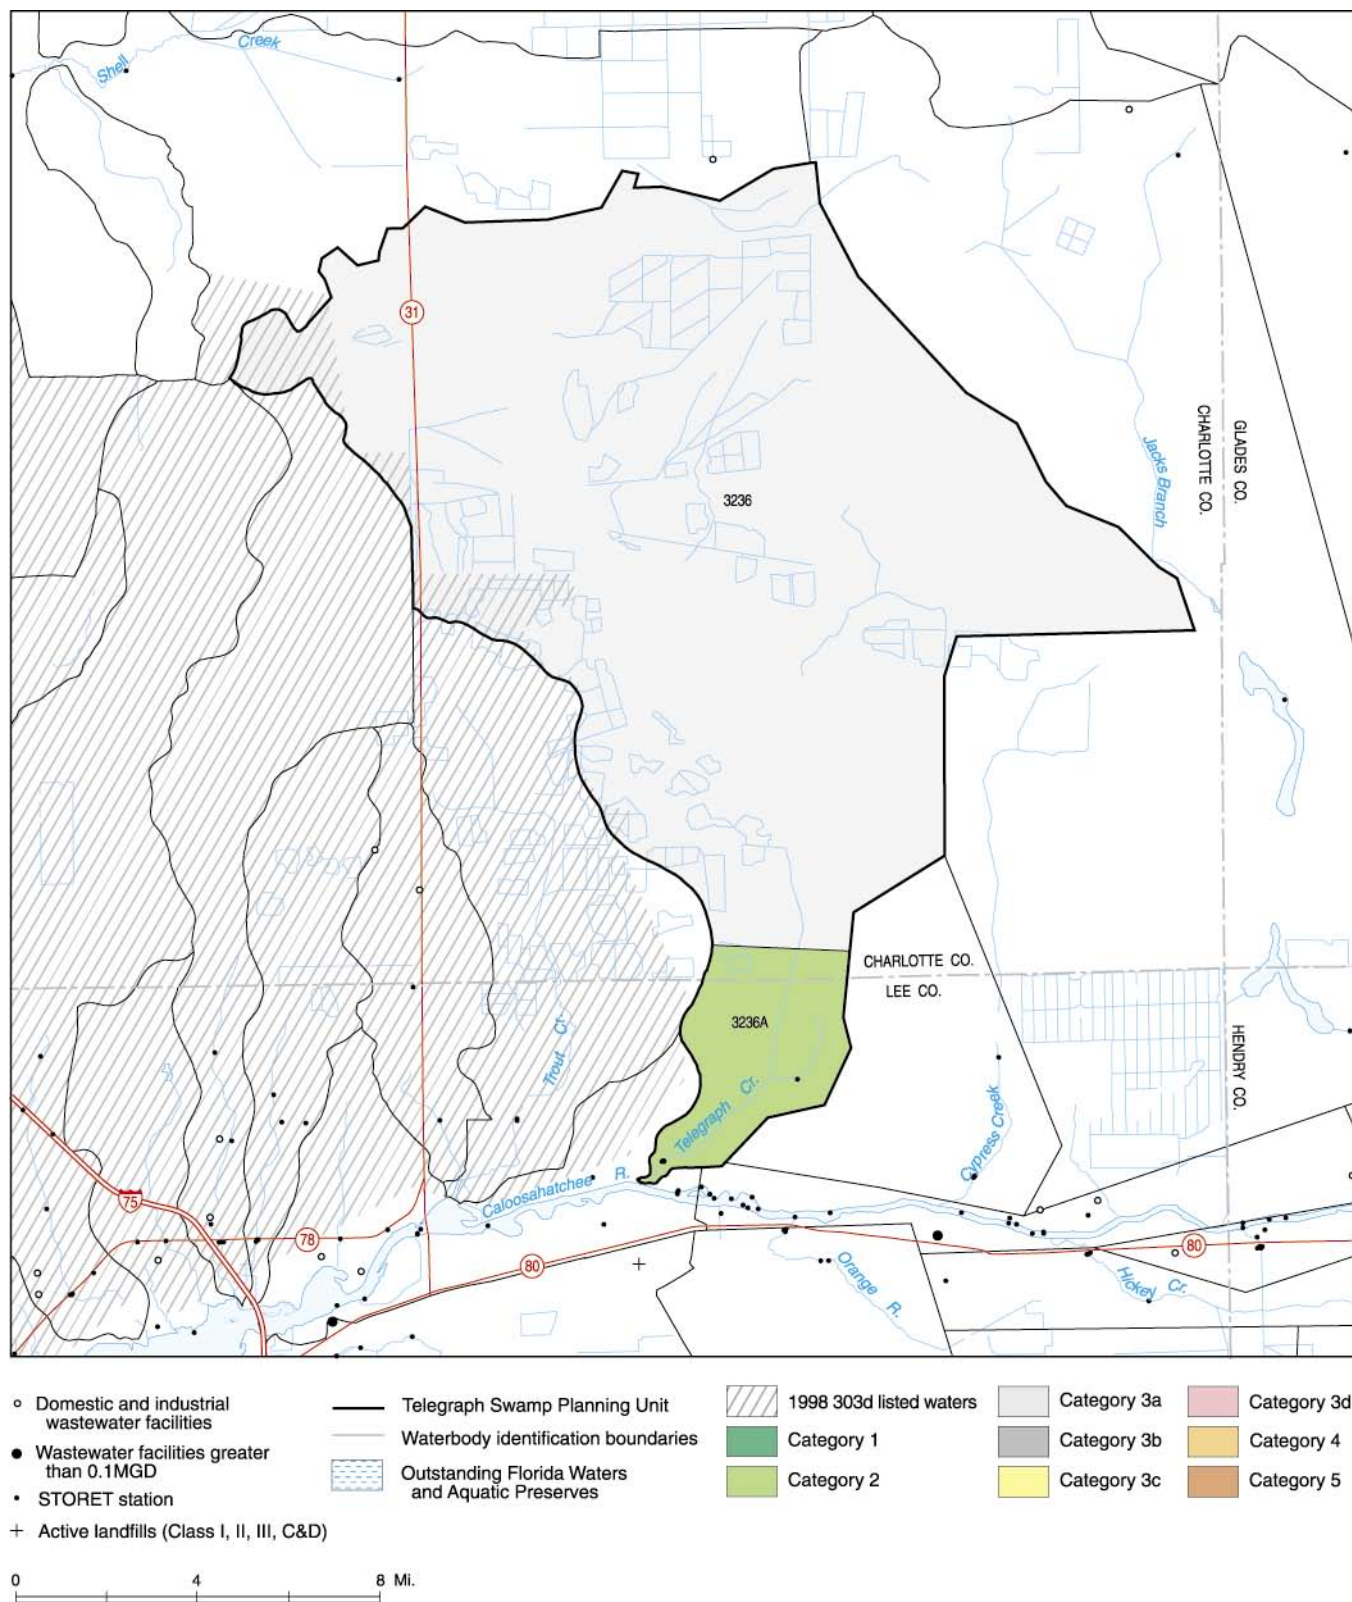 Shell
Creek
31
3236
Jacks Branch
CHARLOTTE CO.
GLADES CO.
CHARLOTTE CO.
LEE CO.
3236A
HENDRY CO.
Trout Cr.
Telegraph Cr.
Cypress Creek
Caloosahatchee R.
75
78
80
80
Orange R.
Hickey Cr.
Domestic and industrial
wastewater facilities
Wastewater facilities greater
than 0.1MGD
STORET station
Active landfills (Class I, II, III, C&D)
Telegraph Swamp Planning Unit
Waterbody identification boundaries
Outstanding Florida Waters
and Aquatic Preserves
1998 303d listed waters
Category 1
Category 2
Category 3a
Category 3b
Category 3c
Category 3d
Category 4
Category 5
0 4 8 Mi.